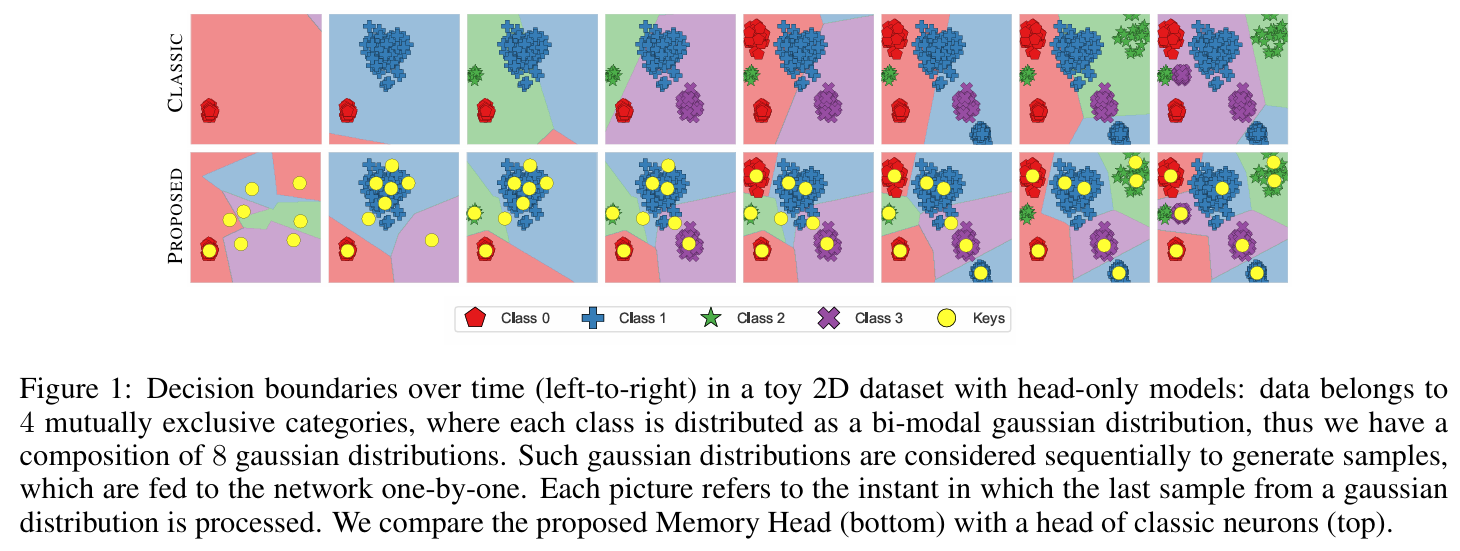 CLASSIC
PROPOSED
Class 0 Class 1 Class 2 Class 3 Keys
Figure 1: Decision boundaries over time (left-to-right) in a toy 2D dataset with head-only models: data belongs to
4 mutually exclusive categories, where each class is distributed as a bi-modal gaussian distribution, thus we have a
composition of 8 gaussian distributions. Such gaussian distributions are considered sequentially to generate samples,
which are fed to the network one-by-one. Each picture refers to the instant in which the last sample from a gaussian
distribution is processed. We compare the proposed Memory Head (bottom) with a head of classic neurons (top).